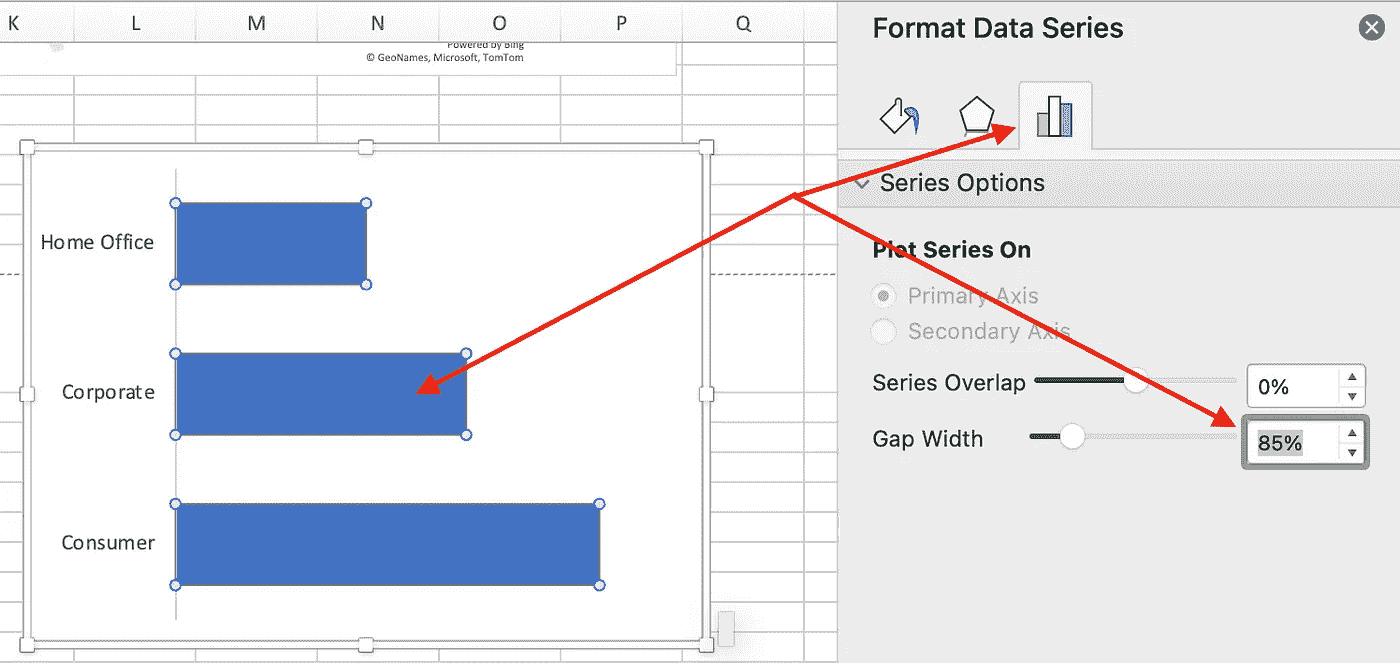 K L M N O P Q
Powered by Bing
© GeoNames, Microsoft, TomTom
Home Office
Corporate
Consumer
Format Data Series
Series Options
Plot Series On
Primary Axis
Secondary Axis
Series Overlap 0%
Gap Width 85%